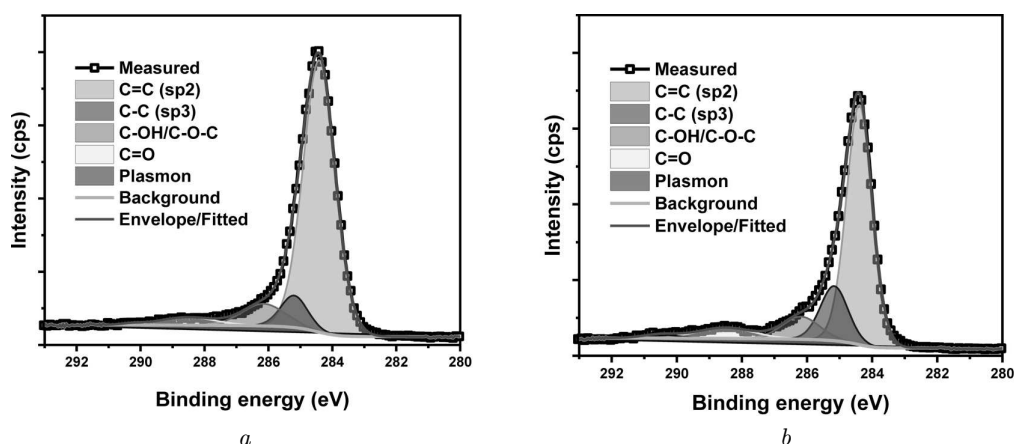 Intensity (cps)
Measured
C=C (sp2)
C-C (sp3)
C-OH/C-O-C
C=O
Plasmon
Background
Envelope/Fitted
292 290 288 286 284 282 280
Binding energy (eV)
a
Intensity (cps)
Measured
C=C (sp2)
C-C (sp3)
C-OH/C-O-C
C=O
Plasmon
Background
Envelope/Fitted
292 290 288 286 284 282 280
Binding energy (eV)
b